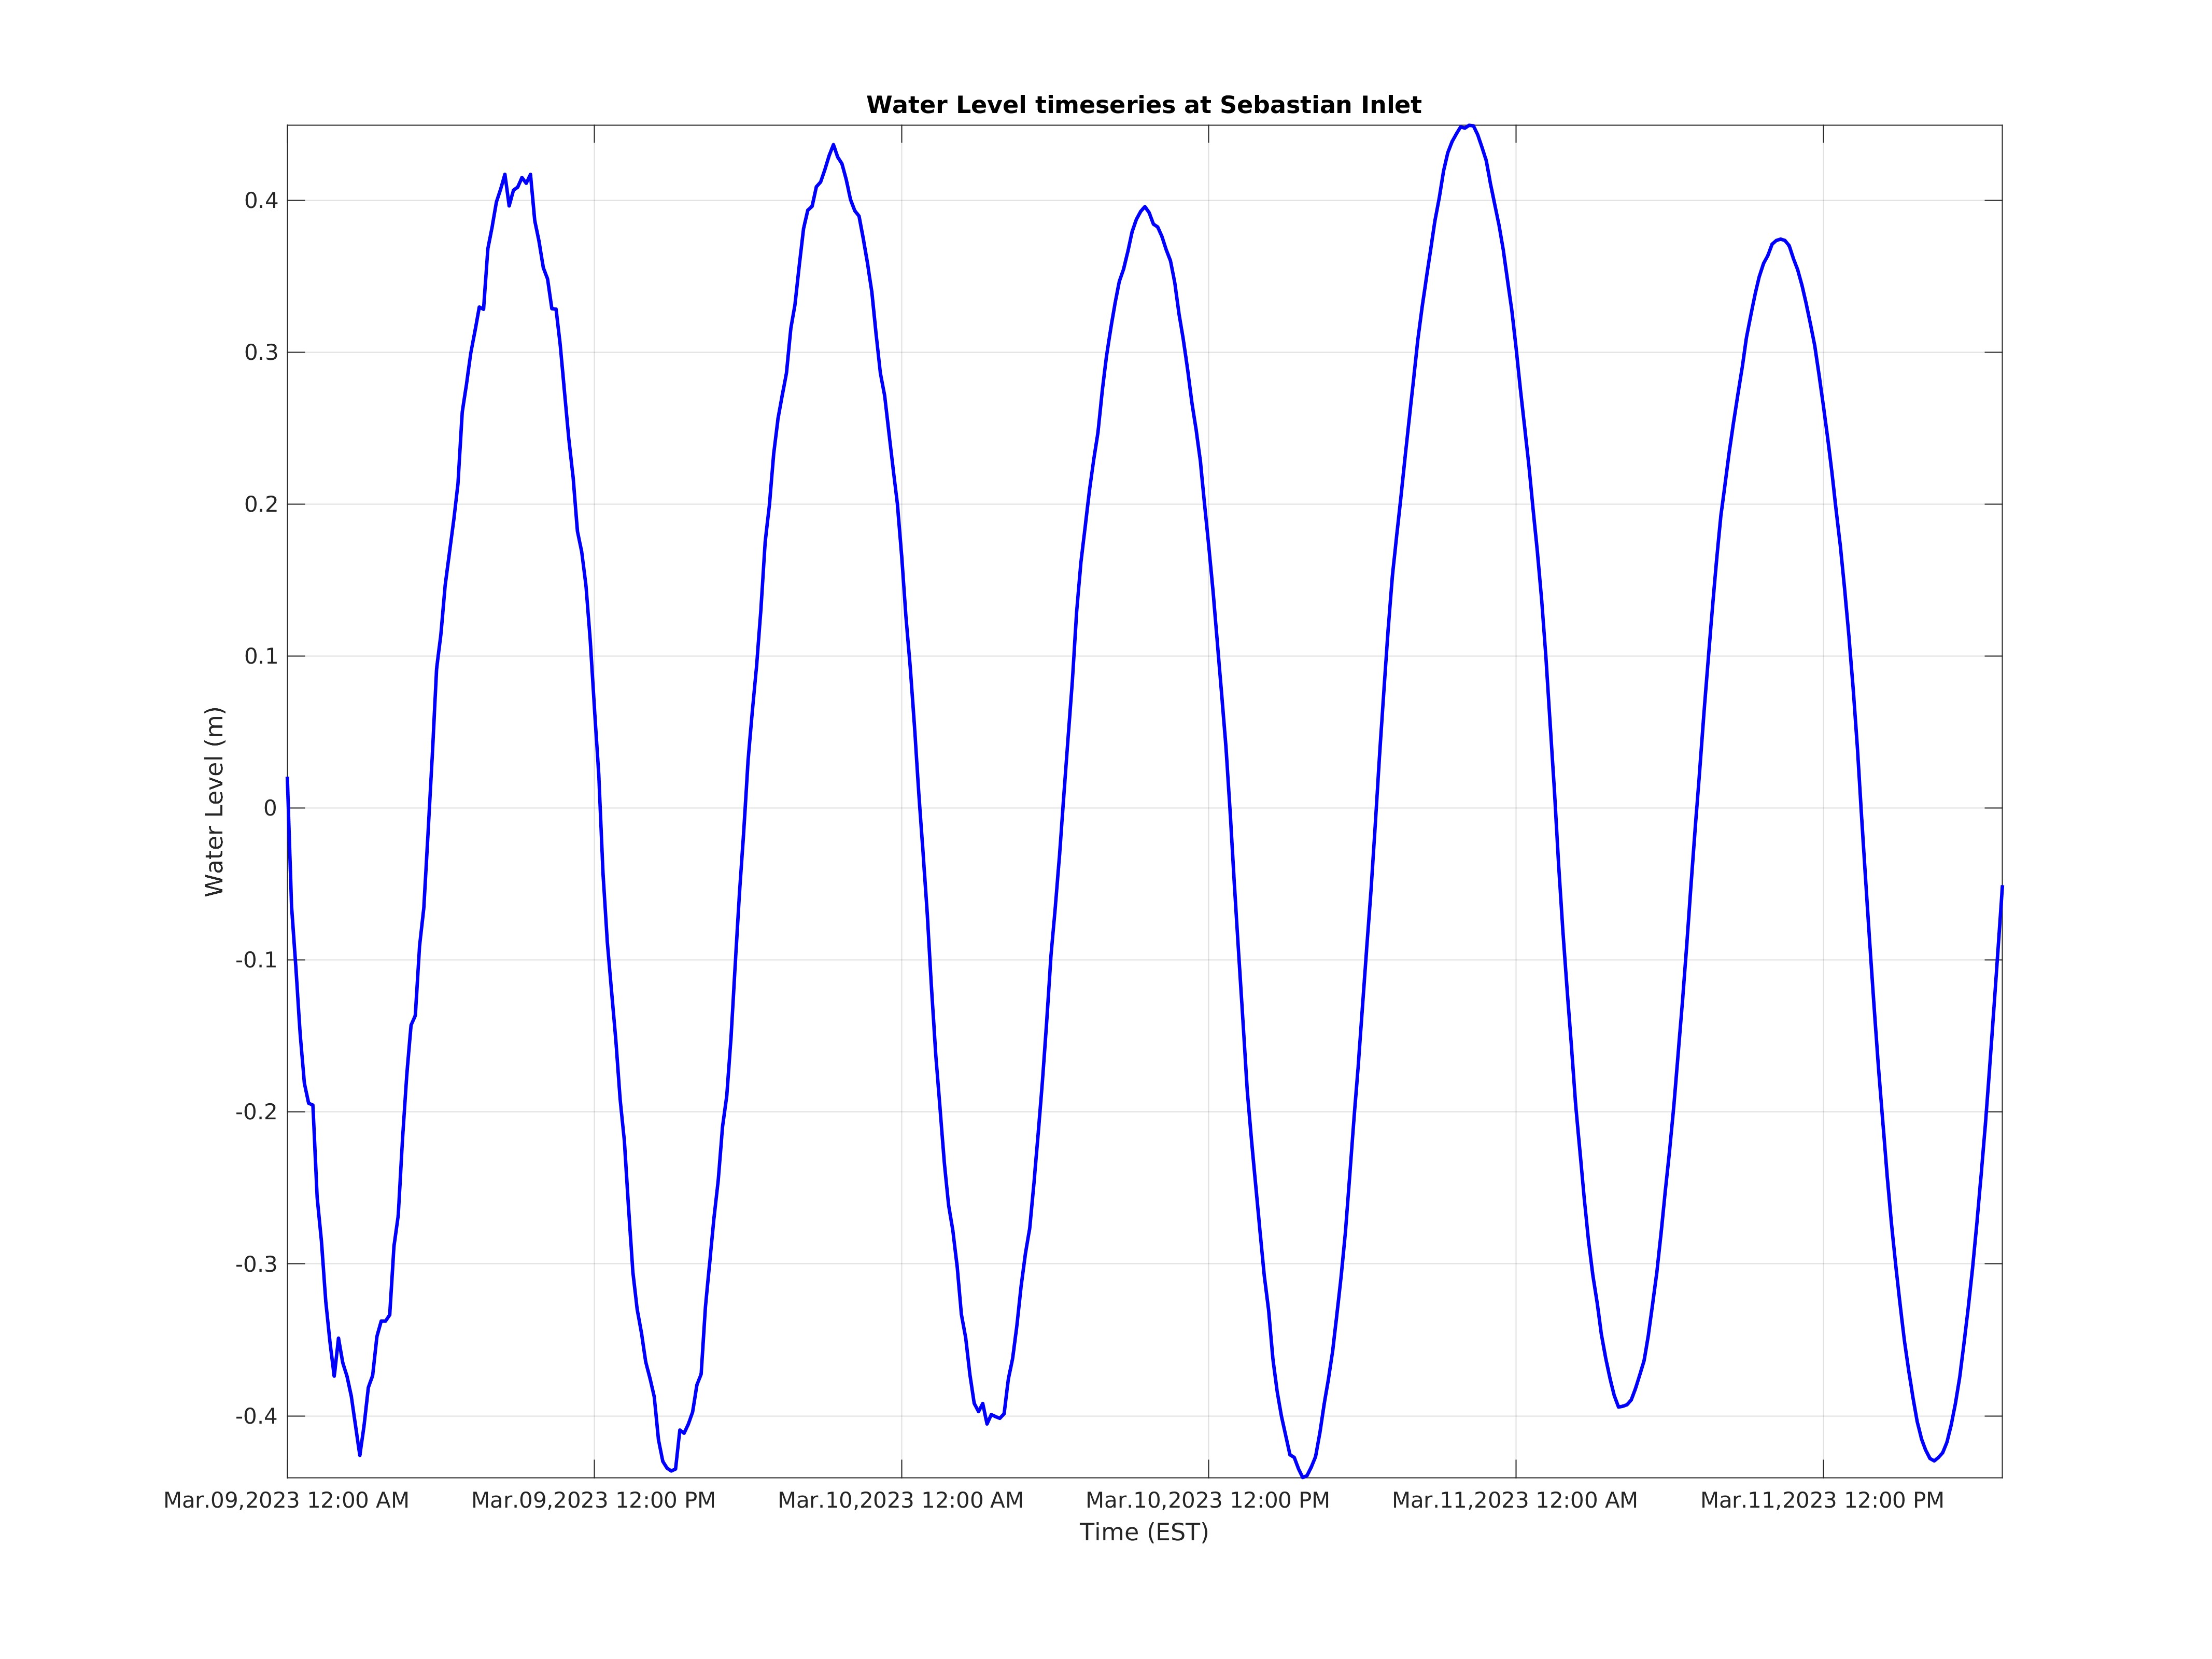 Water Level timeseries at Sebastian Inlet
0.4
0.3
0.2
0.1
0
-0.1
-0.2
-0.3
-0.4
Water Level (m)
Mar.09,2023 12:00 AM Mar.09,2023 12:00 PM Mar.10,2023 12:00 AM Mar.10,2023 12:00 PM Mar.11,2023 12:00 AM Mar.11,2023 12:00 PM
Time (EST)